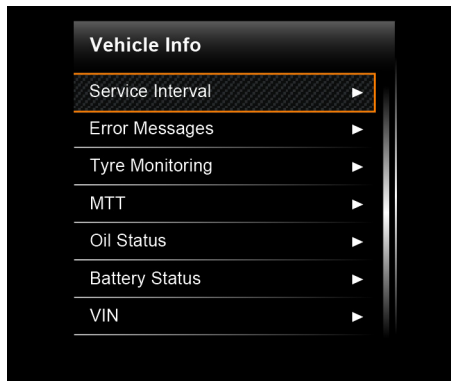 Vehicle Info
Service Interval
Error Messages
Tyre Monitoring
MTT
Oil Status
Battery Status
VIN